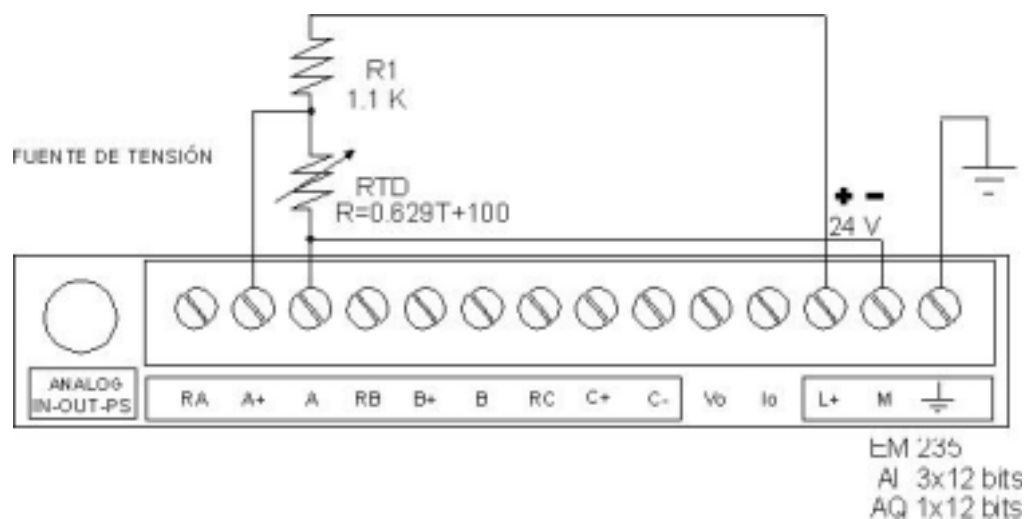 R1
1.1 K
FUENTE DE TENSIÓN
RTD
R=0.629T+100
+ -
24 V
ANALOG
IN-OUT-PS
RA A+ A RB B+ B RC C+ C- Vo Io L+ M
EM 235
AI 3x12 bits
AQ 1x12 bits